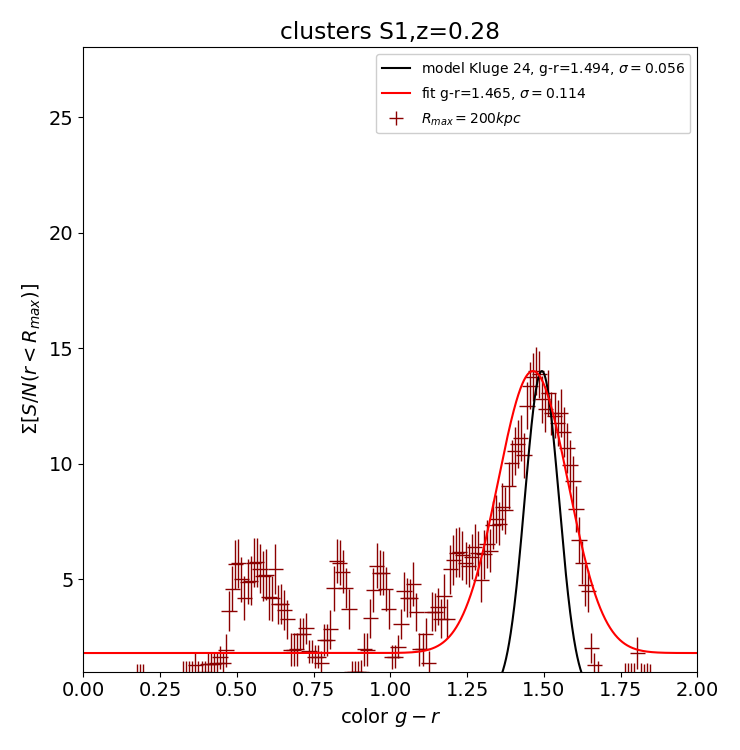 clusters S1,z=0.28
model Kluge 24, g-r=1.494, σ = 0.056
fit g-r=1.465, σ = 0.114
R_max = 200kpc
25
20
15
10
5
Σ[S/N(r < R_max)]
0.00 0.25 0.50 0.75 1.00 1.25 1.50 1.75 2.00
color g − r